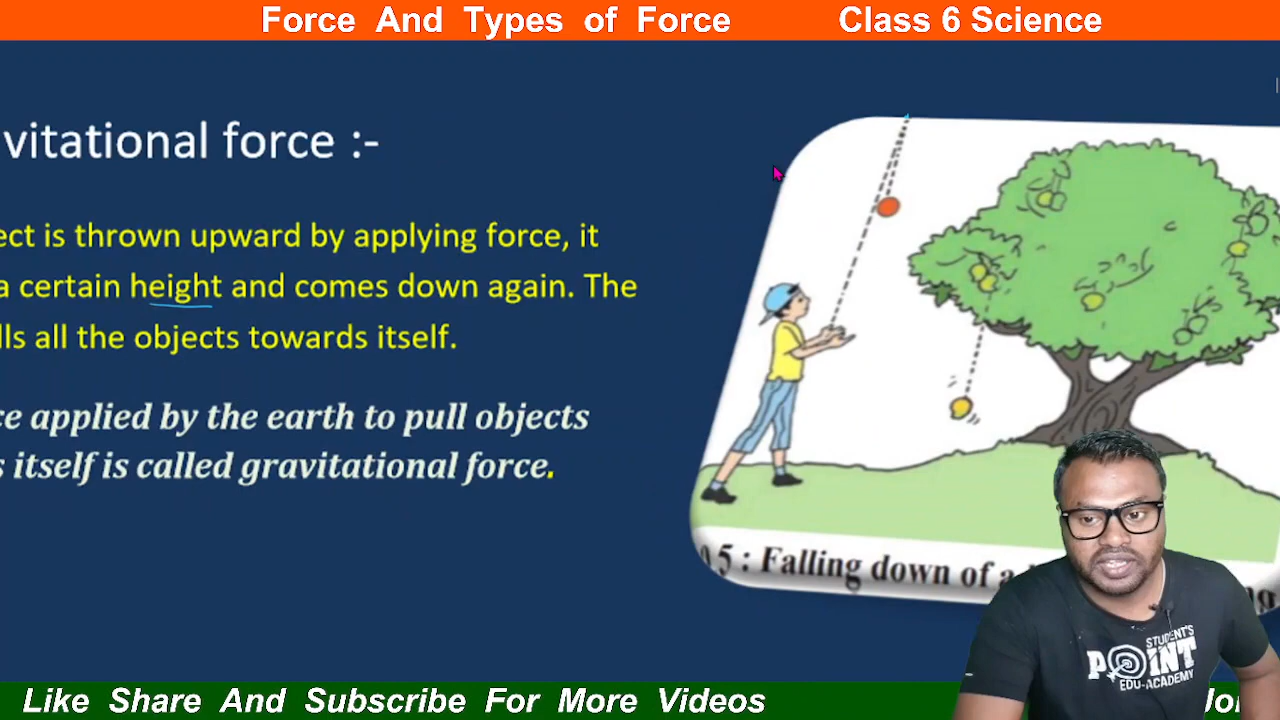 Force And Types of Force Class 6 Science
vitational force :-
ect is thrown upward by applying force, it
a certain height and comes down again. The
lls all the objects towards itself.
ce applied by the earth to pull objects
s itself is called gravitational force.
5 : Falling down of a
STUDENT'S
POINT
EDU-ACADEMY
Like Share And Subscribe For More Videos